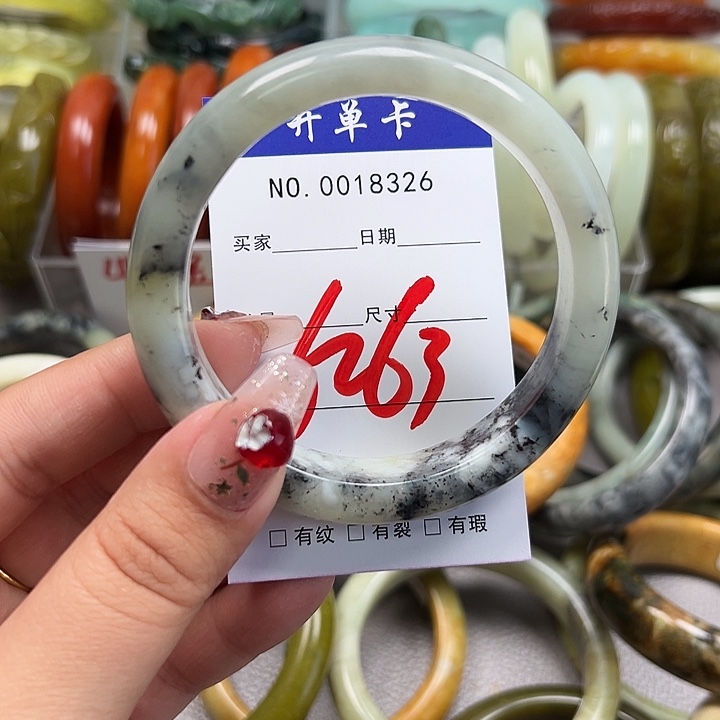 开单卡
NO. 0018326
买家 日期
尺寸
263
□ 有纹 □ 有裂 □ 有瑕